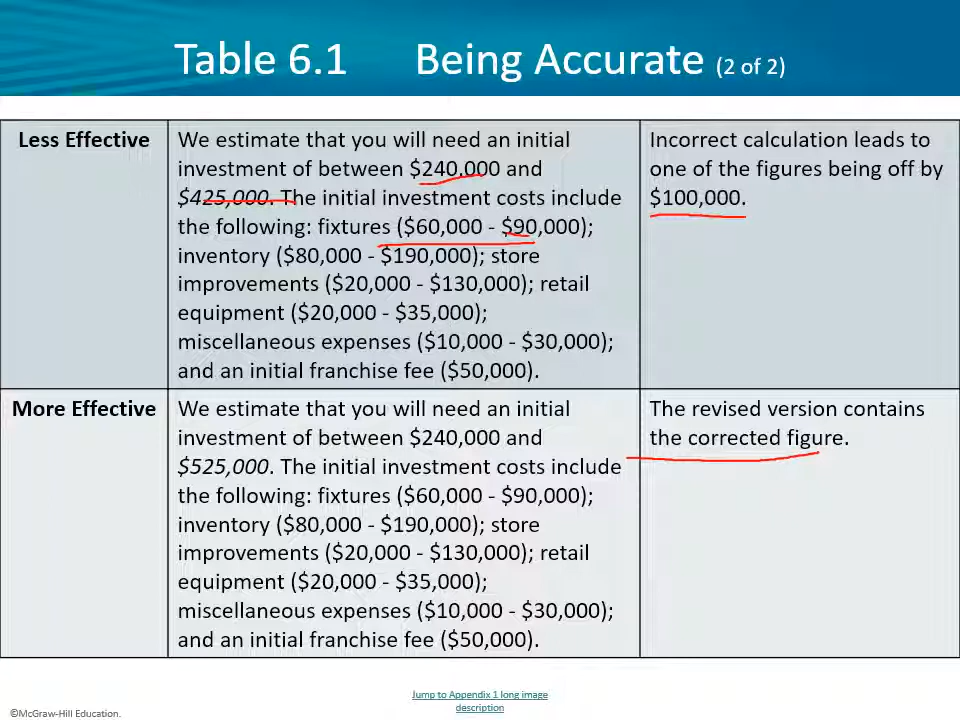 Table 6.1 Being Accurate (2 of 2)
Less Effective
We estimate that you will need an initial
investment of between $240,000 and
$425,000. The initial investment costs include
the following: fixtures ($60,000 - $90,000);
inventory ($80,000 - $190,000); store
improvements ($20,000 - $130,000); retail
equipment ($20,000 - $35,000);
miscellaneous expenses ($10,000 - $30,000);
and an initial franchise fee ($50,000).
Incorrect calculation leads to
one of the figures being off by
$100,000.
More Effective
We estimate that you will need an initial
investment of between $240,000 and
$525,000. The initial investment costs include
the following: fixtures ($60,000 - $90,000);
inventory ($80,000 - $190,000); store
improvements ($20,000 - $130,000); retail
equipment ($20,000 - $35,000);
miscellaneous expenses ($10,000 - $30,000);
and an initial franchise fee ($50,000).
The revised version contains
the corrected figure.
Jump to Appendix 1 long image
description
©McGraw-Hill Education.